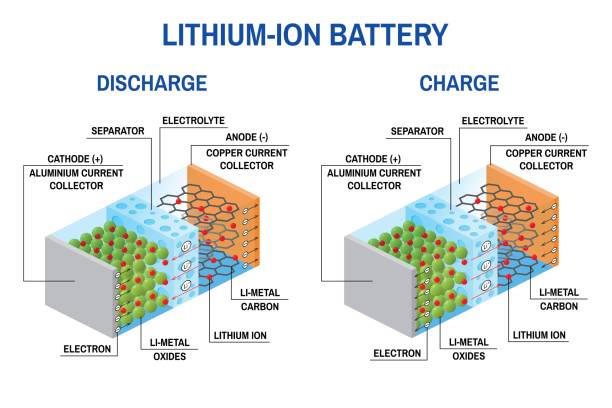 LITHIUM-ION BATTERY
DISCHARGE
ELECTROLYTE
SEPARATOR
ANODE (-)
COPPER CURRENT
COLLECTOR
CATHODE (+)
ALUMINIUM CURRENT
COLLECTOR
LI-METAL
CARBON
LITHIUM ION
LI-METAL
OXIDES
ELECTRON
CHARGE
ELECTROLYTE
SEPARATOR
ANODE (-)
COPPER CURRENT
COLLECTOR
CATHODE (+)
ALUMINIUM CURRENT
COLLECTOR
LI-METAL
CARBON
LITHIUM ION
LI-METAL
OXIDES
ELECTRON